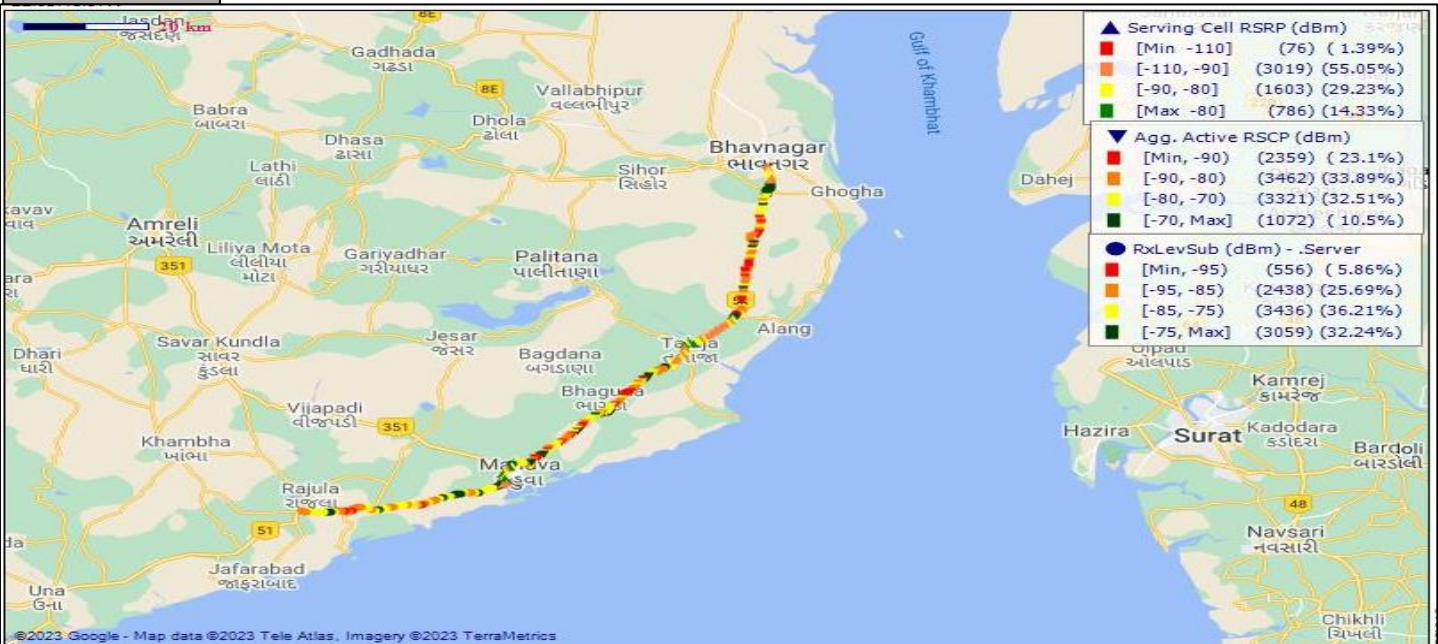 20 km
Jasdan
જસદણ
8E
Gadhada
ગઢડા
8E
Vallabhipur
વલ્લભીપુર
Babra
બાબરા
Dhola
ઢોલા
Dhasa
ઢાસા
Lathi
લાઠી
Sihor
સિહોર
Bhavnagar
ભાવનગર
Ghogha
Gulf of Khambhat
Dahej
Amreli
અમરેલી
351
Liliya Mota
લીલીયા
મોટા
Gariyadhar
ગારીયાધાર
Palitana
પાલીતાણા
Alang
Savar Kundla
સાવર
કુંડલા
Jesar
જેસર
Bagdana
બગદાણા
Dhari
ધારી
Vijapadi
વીજપડી
351
Khambha
ખાંભા
Rajula
51
Jafarabad
જાફરાબાદ
Una
ઉના
Serving Cell RSRP (dBm)
[Min -110] (76) ( 1.39%)
[-110, -90] (3019) (55.05%)
[-90, -80] (1603) (29.23%)
[Max -80] (786) (14.33%)
Agg. Active RSCP (dBm)
[Min, -90) (2359) ( 23.1%)
[-90, -80) (3462) (33.89%)
[-80, -70) (3321) (32.51%)
[-70, Max] (1072) ( 10.5%)
RxLevSub (dBm) - .Server
[Min, -95) (556) ( 5.86%)
[-95, -85) (2438) (25.69%)
[-85, -75) (3436) (36.21%)
[-75, Max] (3059) (32.24%)
ઓલપાડ
Kamrej
કામરેજ
Hazira
Surat
Kadodara
કડોદરા
Bardoli
બારડોલી
48
Navsari
નવસારી
Chikhli
ચિખલી
©2023 Google - Map data ©2023 Tele Atlas, Imagery ©2023 TerraMetrics